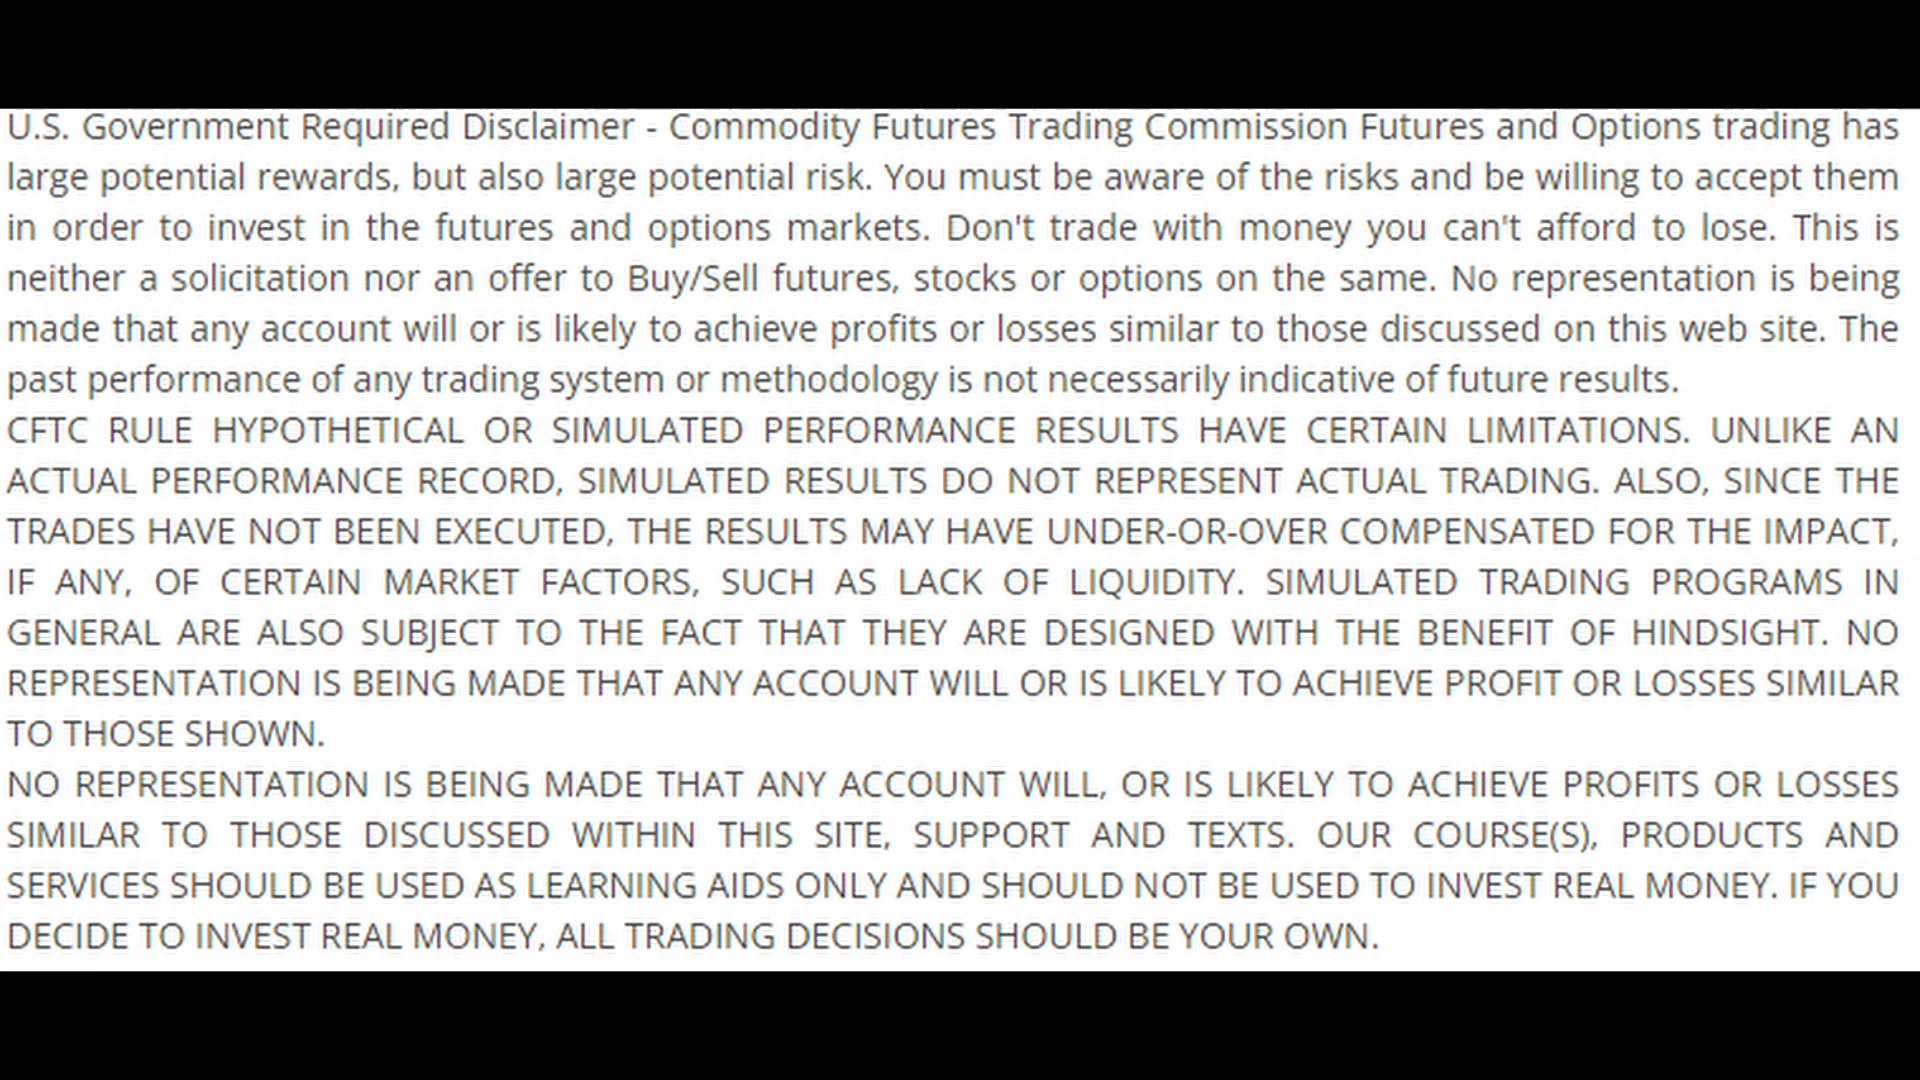 U.S. Government Required Disclaimer - Commodity Futures Trading Commission Futures and Options trading has
large potential rewards, but also large potential risk. You must be aware of the risks and be willing to accept them
in order to invest in the futures and options markets. Don't trade with money you can't afford to lose. This is
neither a solicitation nor an offer to Buy/Sell futures, stocks or options on the same. No representation is being
made that any account will or is likely to achieve profits or losses similar to those discussed on this web site. The
past performance of any trading system or methodology is not necessarily indicative of future results.
CFTC RULE HYPOTHETICAL OR SIMULATED PERFORMANCE RESULTS HAVE CERTAIN LIMITATIONS. UNLIKE AN
ACTUAL PERFORMANCE RECORD, SIMULATED RESULTS DO NOT REPRESENT ACTUAL TRADING. ALSO, SINCE THE
TRADES HAVE NOT BEEN EXECUTED, THE RESULTS MAY HAVE UNDER-OR-OVER COMPENSATED FOR THE IMPACT,
IF ANY, OF CERTAIN MARKET FACTORS, SUCH AS LACK OF LIQUIDITY. SIMULATED TRADING PROGRAMS IN
GENERAL ARE ALSO SUBJECT TO THE FACT THAT THEY ARE DESIGNED WITH THE BENEFIT OF HINDSIGHT. NO
REPRESENTATION IS BEING MADE THAT ANY ACCOUNT WILL OR IS LIKELY TO ACHIEVE PROFIT OR LOSSES SIMILAR
TO THOSE SHOWN.
NO REPRESENTATION IS BEING MADE THAT ANY ACCOUNT WILL, OR IS LIKELY TO ACHIEVE PROFITS OR LOSSES
SIMILAR TO THOSE DISCUSSED WITHIN THIS SITE, SUPPORT AND TEXTS. OUR COURSE(S), PRODUCTS AND
SERVICES SHOULD BE USED AS LEARNING AIDS ONLY AND SHOULD NOT BE USED TO INVEST REAL MONEY. IF YOU
DECIDE TO INVEST REAL MONEY, ALL TRADING DECISIONS SHOULD BE YOUR OWN.